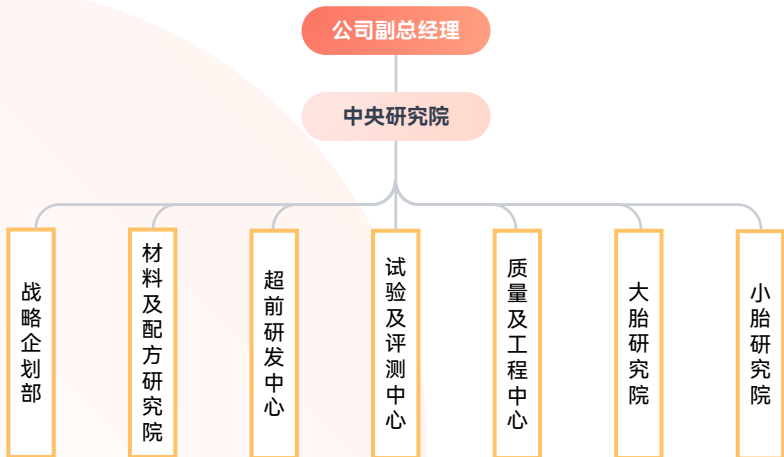 公司副总经理
中央研究院
战略企划部
材料及配方研究院
超前研发中心
试验及评测中心
质量及工程中心
大胎研究院
小胎研究院